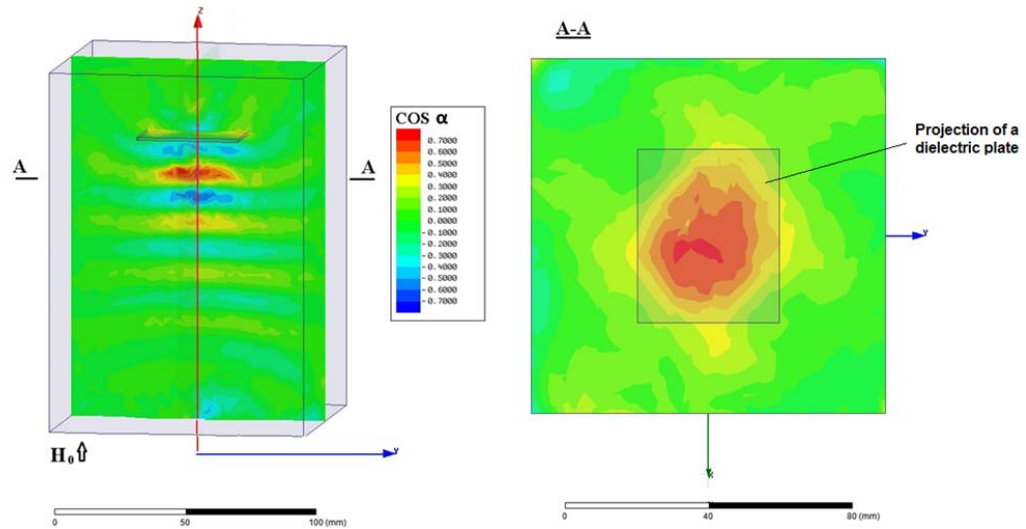 Z
A
A
COS α
0.7000
0.6000
0.5000
0.4000
0.3000
0.2000
0.1000
0.0000
-0.1000
-0.2000
-0.3000
-0.4000
-0.5000
-0.6000
-0.7000
H₀⇧
Y
0
50
100 (mm)
A-A
Projection of a
dielectric plate
Y
X
0
40
80 (mm)